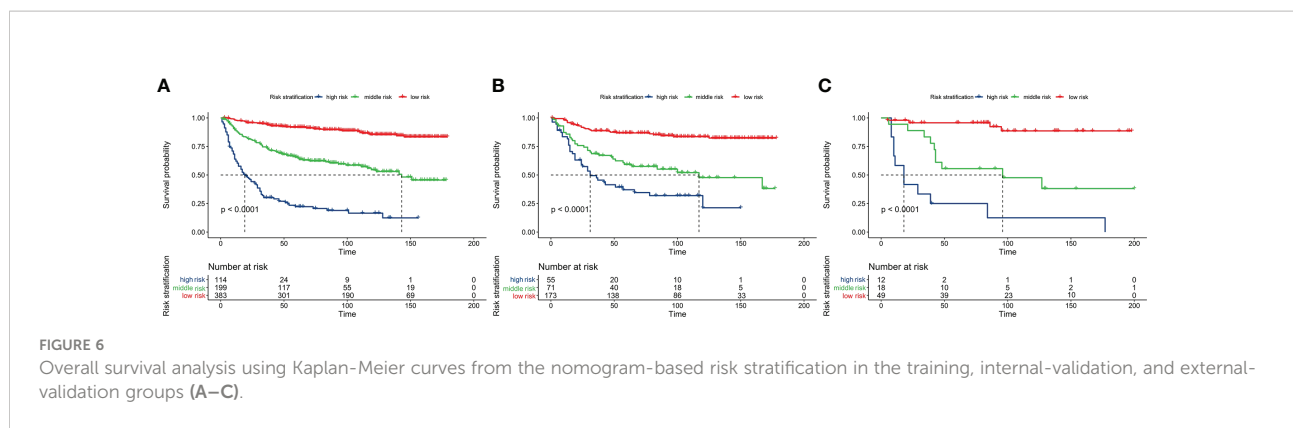 A
Risk stratification high risk middle risk low risk
Survival probability
1.00
0.75
0.50
0.25
0.00
p < 0.0001
0 50 100 150 200
Time
Number at risk
Risk stratification
high risk 114 24 9 1 0
middle risk 199 117 55 19 0
low risk 383 301 190 69 0
0 50 100 150 200
Time
B
Risk stratification high risk middle risk low risk
Survival probability
1.00
0.75
0.50
0.25
0.00
p < 0.0001
0 50 100 150 200
Time
Number at risk
Risk stratification
high risk 55 20 10 1 0
middle risk 71 40 18 5 0
low risk 173 138 86 33 0
0 50 100 150 200
Time
C
Risk stratification high risk middle risk low risk
Survival probability
1.00
0.75
0.50
0.25
0.00
p < 0.0001
0 50 100 150 200
Time
Number at risk
Risk stratification
high risk 12 2 1 1 0
middle risk 18 10 5 2 1
low risk 49 39 23 10 0
0 50 100 150 200
Time
FIGURE 6
Overall survival analysis using Kaplan-Meier curves from the nomogram-based risk stratification in the training, internal-validation, and external-
validation groups (A–C).